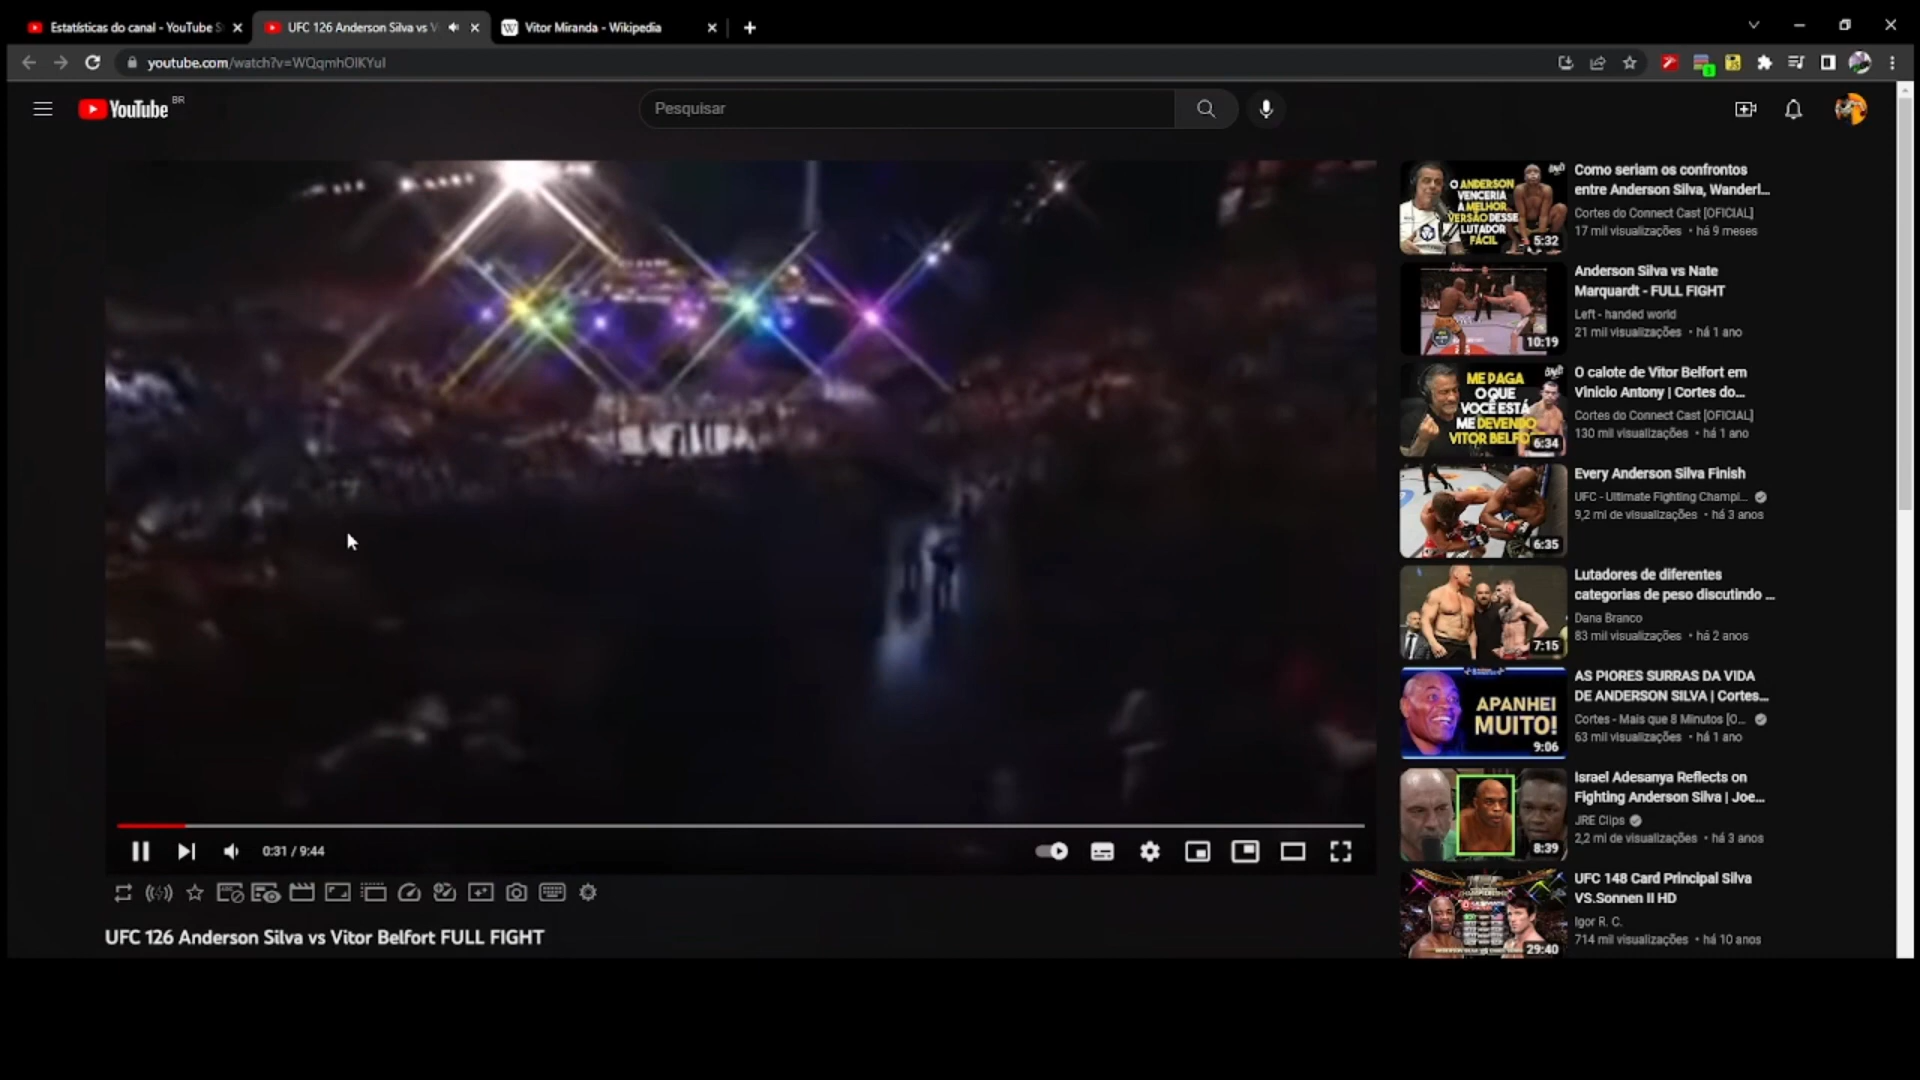 Estatísticas do canal - YouTube S
UFC 126 Anderson Silva vs V
Vitor Miranda - Wikipedia
youtube.com/watch?v=WQqmhOIKYuI
YouTube BR
Pesquisar
O ANDERSON
VENCERIA
A MELHOR
VERSÃO DESSE
LUTADOR
FÁCIL
5:32
Como seriam os confrontos
entre Anderson Silva, Wanderl...
Cortes do Connect Cast [OFICIAL]
17 mil visualizações • há 9 meses
10:19
Anderson Silva vs Nate
Marquardt - FULL FIGHT
Left - handed world
21 mil visualizações • há 1 ano
ME PAGA
O QUE
VOCÊ ESTÁ
ME DEVENDO
VITOR BELFO
6:34
O calote de Vitor Belfort em
Vinicio Antony | Cortes do...
Cortes do Connect Cast [OFICIAL]
130 mil visualizações • há 1 ano
6:35
Every Anderson Silva Finish
UFC - Ultimate Fighting Champi...
9,2 mi de visualizações • há 3 anos
7:15
Lutadores de diferentes
categorias de peso discutindo ...
Dana Branco
83 mil visualizações • há 2 anos
APANHEI
MUITO!
9:06
AS PIORES SURRAS DA VIDA
DE ANDERSON SILVA | Cortes...
Cortes - Mais que 8 Minutos [O...
63 mil visualizações • há 1 ano
8:39
Israel Adesanya Reflects on
Fighting Anderson Silva | Joe...
JRE Clips
2,2 mi de visualizações • há 3 anos
29:40
UFC 148 Card Principal Silva
VS.Sonnen II HD
Igor R. C.
714 mil visualizações • há 10 anos
0:31 / 9:44
UFC 126 Anderson Silva vs Vitor Belfort FULL FIGHT